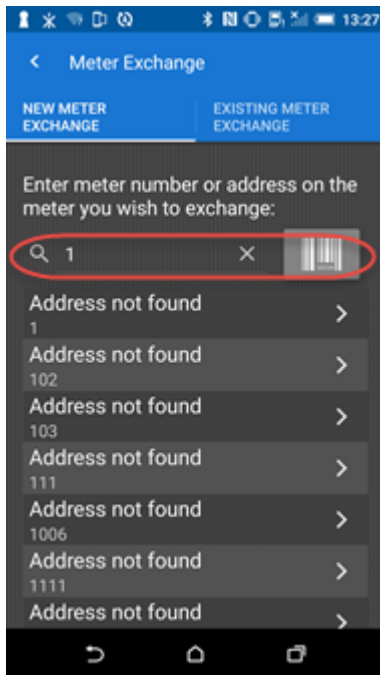 13:27
Meter Exchange
NEW METER
EXCHANGE
EXISTING METER
EXCHANGE
Enter meter number or address on the
meter you wish to exchange:
1
Address not found
1
Address not found
102
Address not found
103
Address not found
111
Address not found
1006
Address not found
1111
Address not found